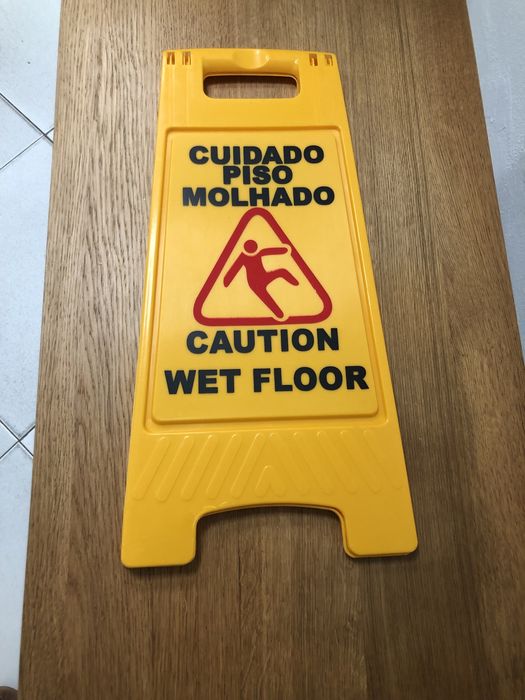 CUIDADO
PISO
MOLHADO
CAUTION
WET FLOOR